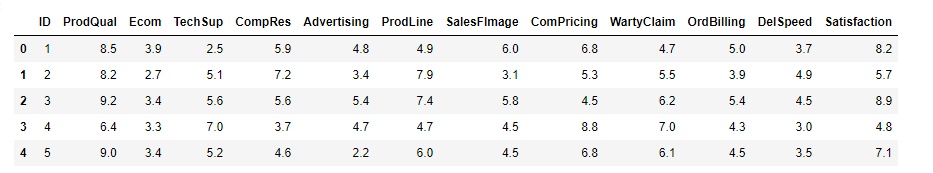 ID ProdQual Ecom TechSup CompRes Advertising ProdLine SalesFImage ComPricing WartyClaim OrdBilling DelSpeed Satisfaction
0 1 8.5 3.9 2.5 5.9 4.8 4.9 6.0 6.8 4.7 5.0 3.7 8.2
1 2 8.2 2.7 5.1 7.2 3.4 7.9 3.1 5.3 5.5 3.9 4.9 5.7
2 3 9.2 3.4 5.6 5.6 5.4 7.4 5.8 4.5 6.2 5.4 4.5 8.9
3 4 6.4 3.3 7.0 3.7 4.7 4.7 4.5 8.8 7.0 4.3 3.0 4.8
4 5 9.0 3.4 5.2 4.6 2.2 6.0 4.5 6.8 6.1 4.5 3.5 7.1